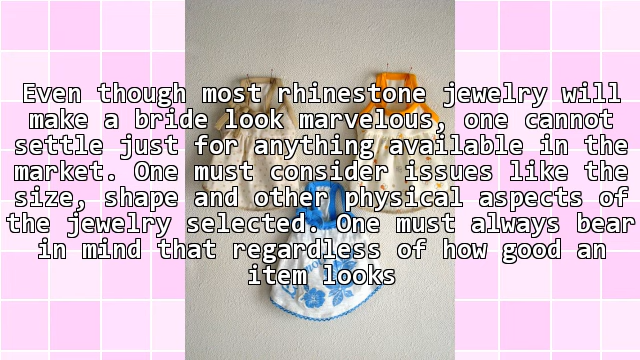 Even though most rhinestone jewelry will
make a bride look marvelous, one cannot
settle just for anything available in the
market. One must consider issues like the
size, shape and other physical aspects of
the jewelry selected. One must always bear
in mind that regardless of how good an
item looks